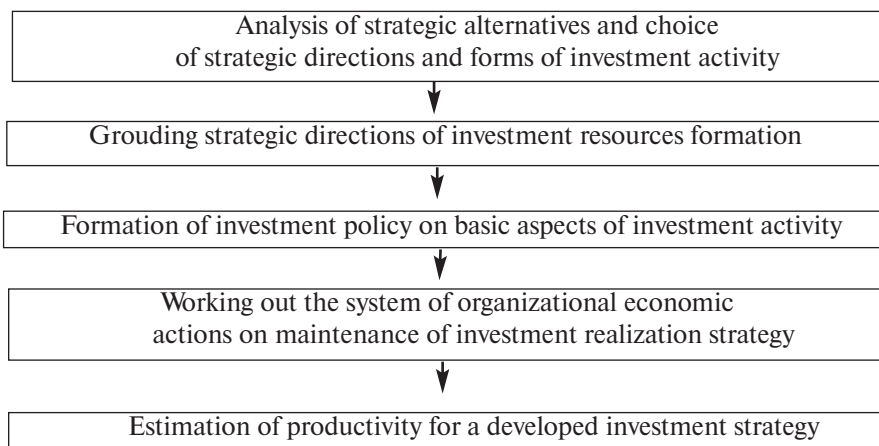 Analysis of strategic alternatives and choice
of strategic directions and forms of investment activity
Grouding strategic directions of investment resources formation
Formation of investment policy on basic aspects of investment activity
Working out the system of organizational economic
actions on maintenance of investment realization strategy
Estimation of productivity for a developed investment strategy